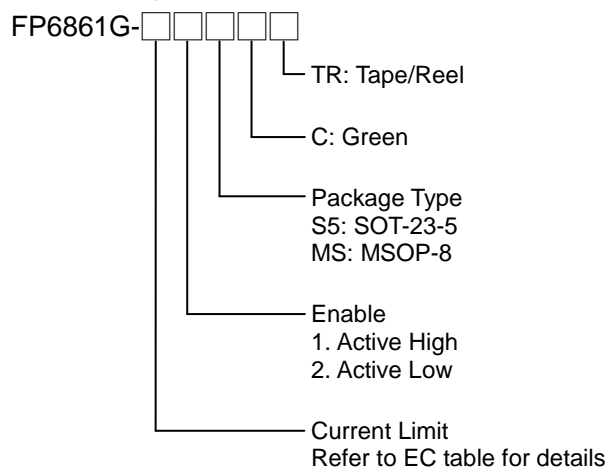 FP6861G-
TR: Tape/Reel
C: Green
Package Type
S5: SOT-23-5
MS: MSOP-8
Enable
1. Active High
2. Active Low
Current Limit
Refer to EC table for details